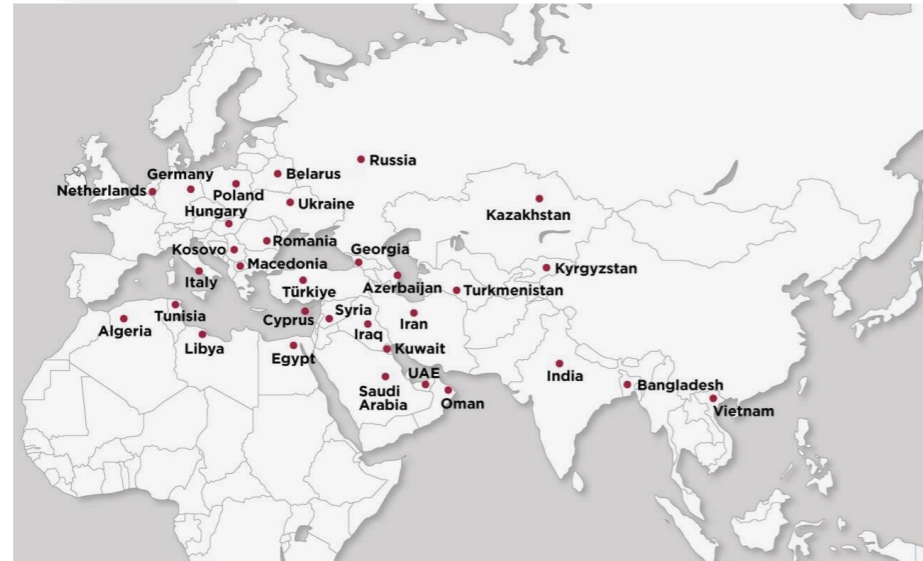 Russia
Germany
Belarus
Netherlands
Poland
Ukraine
Hungary
Kazakhstan
Romania
Kosovo
Georgia
Macedonia
Kyrgyzstan
Italy
Türkiye
Azerbaijan
Turkmenistan
Tunisia
Cyprus
Syria
Algeria
Iran
Iraq
Libya
Egypt
Kuwait
UAE
India
Saudi
Arabia
Oman
Bangladesh
Vietnam